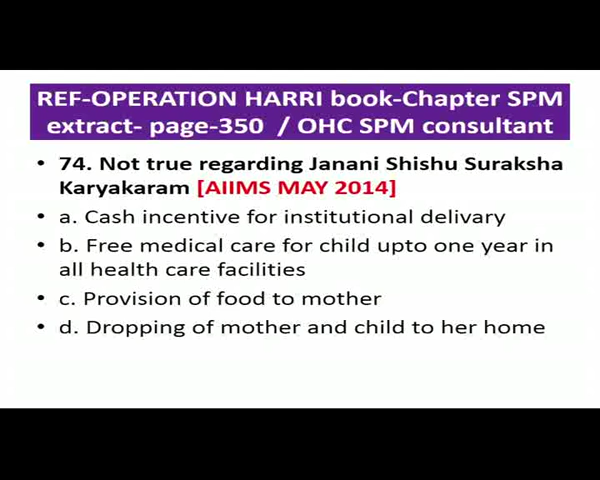 REF-OPERATION HARRI book-Chapter SPM
extract- page-350 / OHC SPM consultant
• 74. Not true regarding Janani Shishu Suraksha
Karyakaram [AIIMS MAY 2014]
• a. Cash incentive for institutional delivary
• b. Free medical care for child upto one year in
all health care facilities
• c. Provision of food to mother
• d. Dropping of mother and child to her home